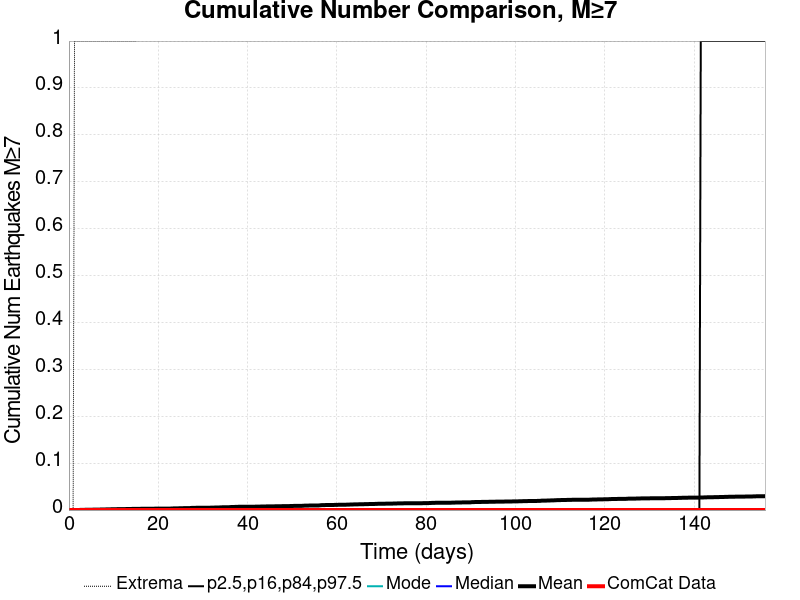 Cumulative Number Comparison, M≥7
Cumulative Num Earthquakes M≥7
1
0.9
0.8
0.7
0.6
0.5
0.4
0.3
0.2
0.1
0
0 20 40 60 80 100 120 140
Time (days)
Extrema p2.5,p16,p84,p97.5 Mode Median Mean ComCat Data